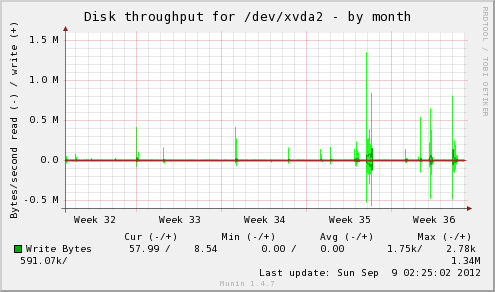 Disk throughput for /dev/xvda2 - by month
RRDTOOL / TOBI OETIKER
Bytes/second read (-) / write (+)
1.5 M
1.0 M
0.5 M
0.0
-0.5 M
Week 32 Week 33 Week 34 Week 35 Week 36
Cur (-/+) Min (-/+) Avg (-/+) Max (-/+)
Write Bytes 57.99 / 8.54 0.00 / 0.00 1.75k/ 2.78k
591.07k/ 1.34M
Last update: Sun Sep 9 02:25:02 2012
Munin 1.4.7